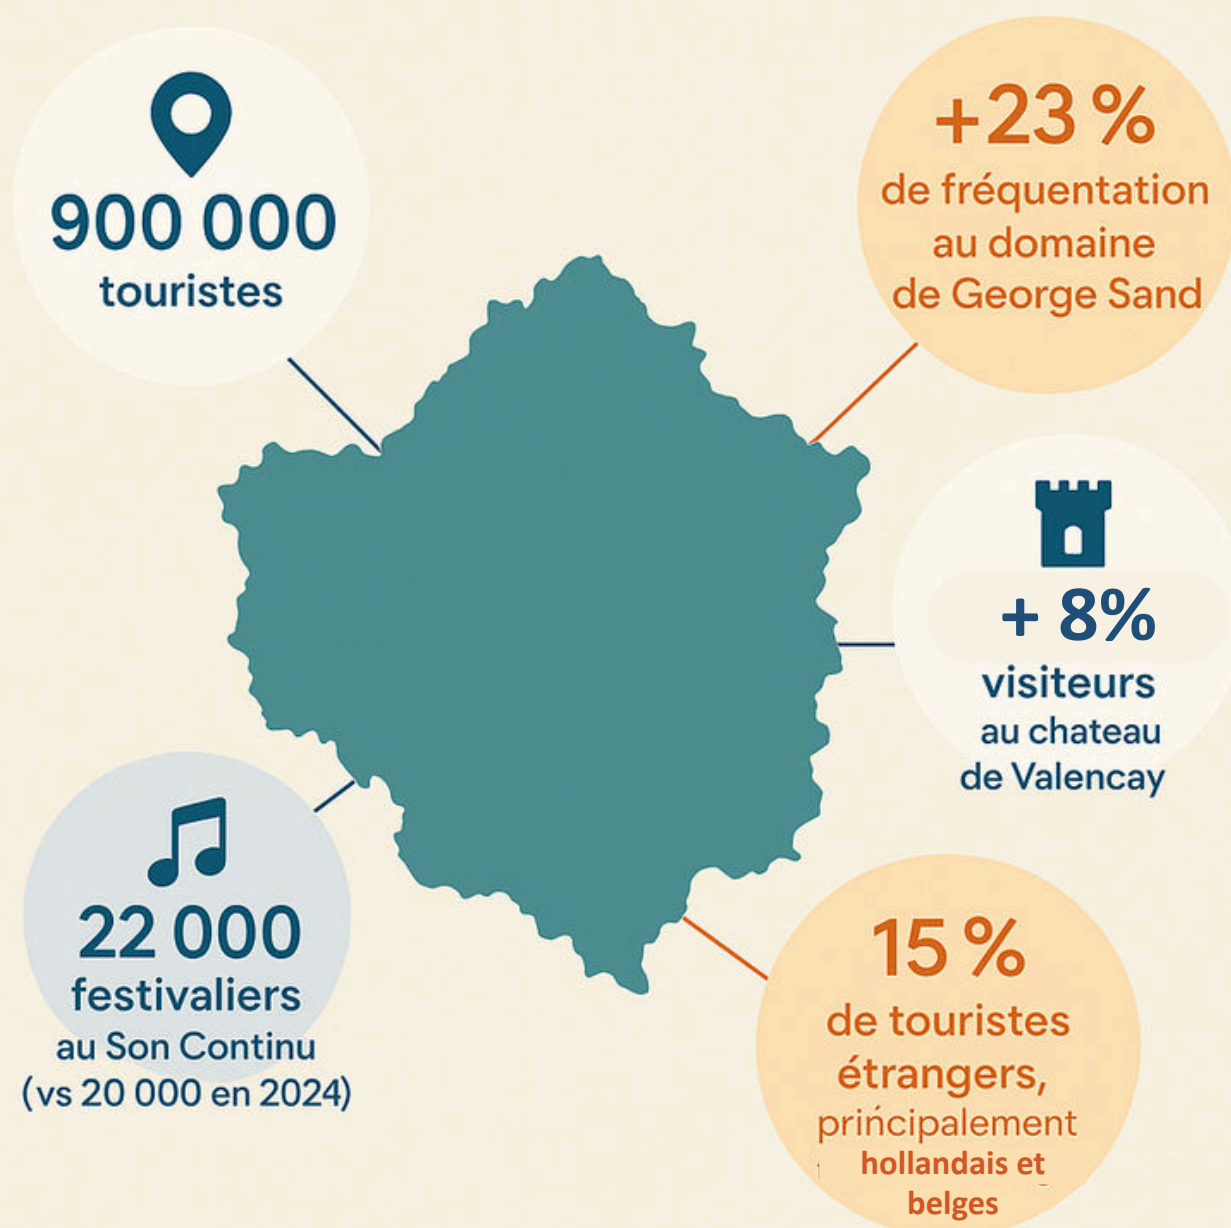 900 000
touristes
+23 %
de fréquentation
au domaine
de George Sand
+ 8%
visiteurs
au chateau
de Valencay
22 000
festivaliers
au Son Continu
(vs 20 000 en 2024)
15 %
de touristes
étrangers,
principalement
hollandais et
belges